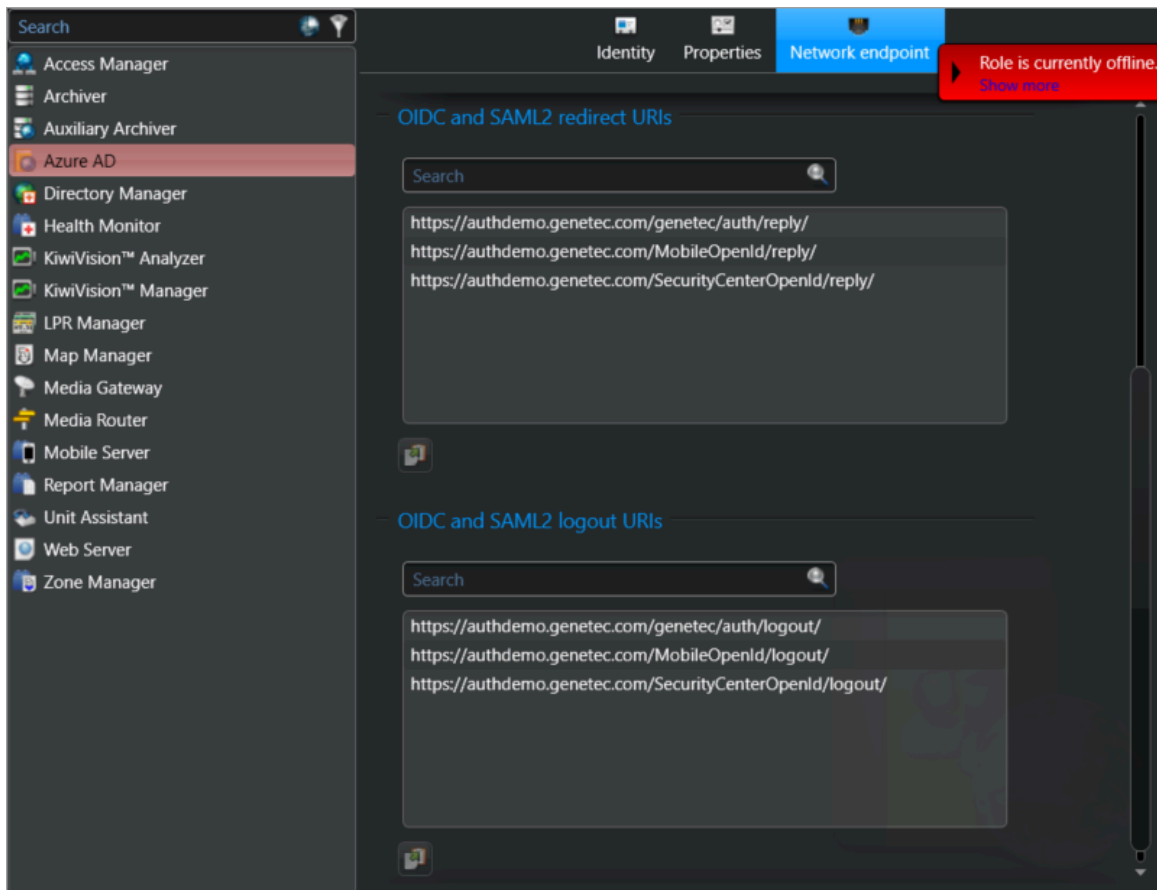 Search
Access Manager
Archiver
Auxiliary Archiver
Azure AD
Directory Manager
Health Monitor
KiwiVision™ Analyzer
KiwiVision™ Manager
LPR Manager
Map Manager
Media Gateway
Media Router
Mobile Server
Report Manager
Unit Assistant
Web Server
Zone Manager
Identity
Properties
Network endpoint
Role is currently offline.
Show more
OIDC and SAML2 redirect URIs
Search
https://authdemo.genetec.com/genetec/auth/reply/
https://authdemo.genetec.com/MobileOpenId/reply/
https://authdemo.genetec.com/SecurityCenterOpenId/reply/
OIDC and SAML2 logout URIs
Search
https://authdemo.genetec.com/genetec/auth/logout/
https://authdemo.genetec.com/MobileOpenId/logout/
https://authdemo.genetec.com/SecurityCenterOpenId/logout/